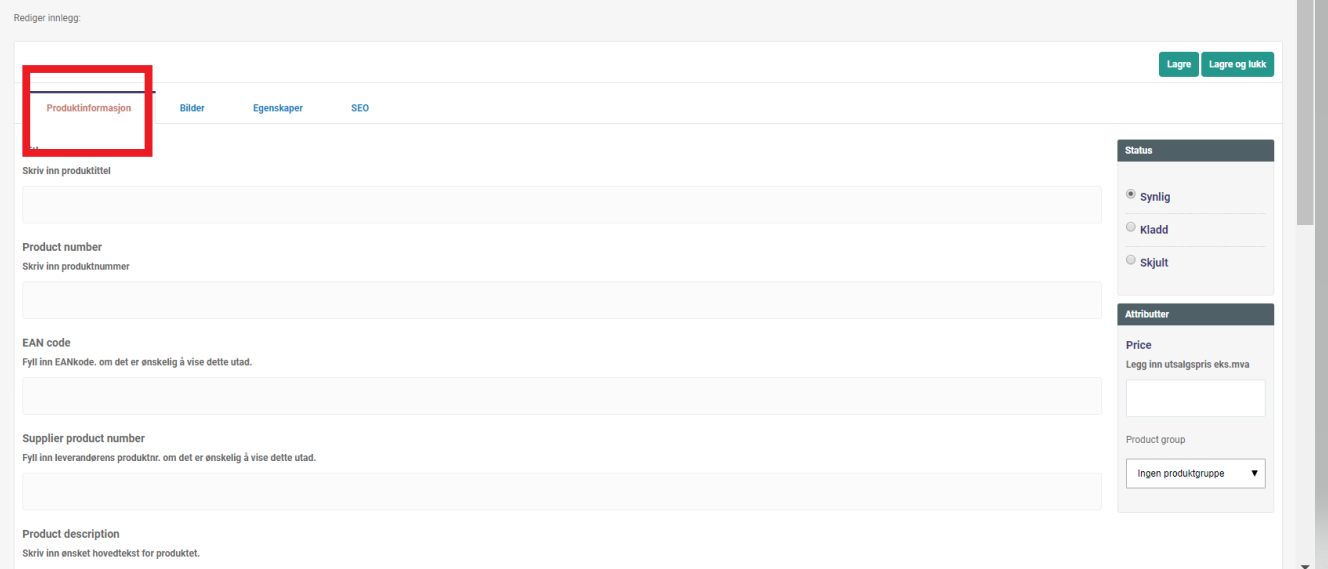 Rediger innlegg:
Lagre
Lagre og lukk
Produktinformasjon
Bilder
Egenskaper
SEO
Skriv inn produktittel
Product number
Skriv inn produktnummer
EAN code
Fyll inn EANkode. om det er ønskelig å vise dette utad.
Supplier product number
Fyll inn leverandørens produktnr. om det er ønskelig å vise dette utad.
Product description
Skriv inn ønsket hovedtekst for produktet.
Status
Synlig
Kladd
Skjult
Attributter
Price
Legg inn utsalgspris eks.mva
Product group
Ingen produktgruppe